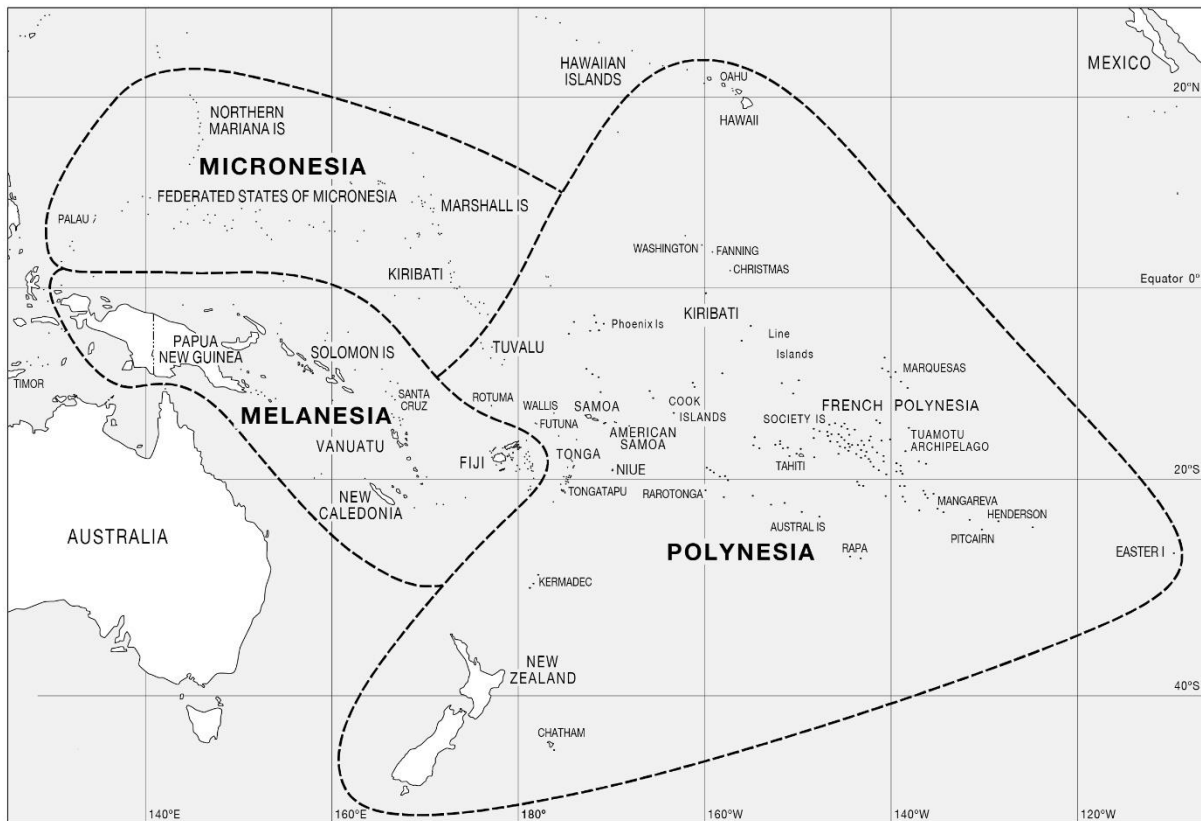 HAWAIIAN
ISLANDS
OAHU
HAWAII
MEXICO
20°N
NORTHERN
MARIANA IS
MICRONESIA
FEDERATED STATES OF MICRONESIA
MARSHALL IS
PALAU
KIRIBATI
WASHINGTON
FANNING
CHRISTMAS
Equator 0°
KIRIBATI
Phoenix Is
Line
Islands
PAPUA
NEW GUINEA
SOLOMON IS
TUVALU
MARQUESAS
TIMOR
SANTA
CRUZ
ROTUMA
WALLIS
FUTUNA
SAMOA
AMERICAN
SAMOA
COOK
ISLANDS
SOCIETY IS
FRENCH POLYNESIA
TUAMOTU
ARCHIPELAGO
MELANESIA
VANUATU
FIJI
TONGA
NIUE
TAHITI
20°S
TONGATAPU
RAROTONGA
MANGAREVA
HENDERSON
PITCAIRN
NEW
CALEDONIA
AUSTRAL IS
RAPA
AUSTRALIA
POLYNESIA
EASTER I
KERMADEC
NEW
ZEALAND
40°S
CHATHAM
140°E
160°E
180°
160°W
140°W
120°W